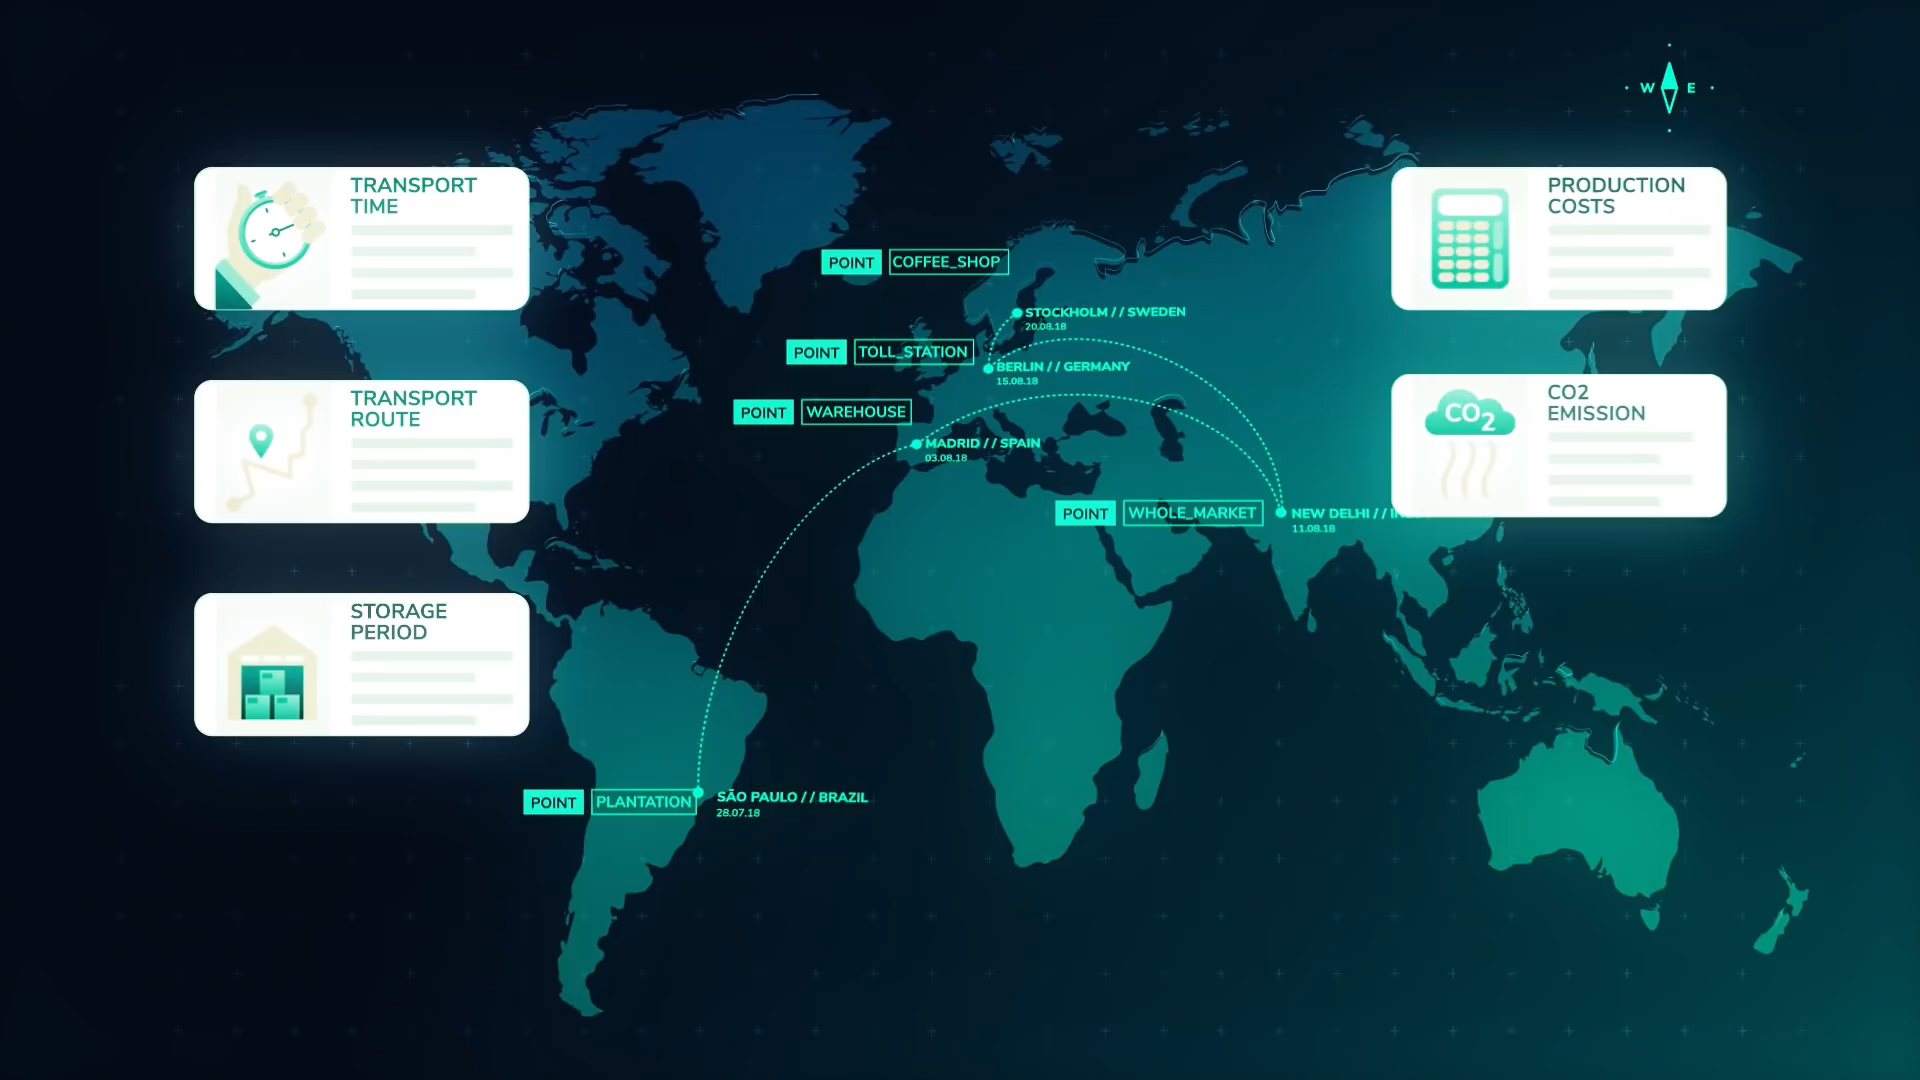 W E
TRANSPORT
TIME
PRODUCTION
COSTS
POINT COFFEE_SHOP
STOCKHOLM // SWEDEN
20.08.18
POINT TOLL_STATION
BERLIN // GERMANY
15.08.18
TRANSPORT
ROUTE
CO2
EMISSION
CO2
POINT WAREHOUSE
MADRID // SPAIN
03.08.18
POINT WHOLE_MARKET
NEW DELHI //
11.08.18
STORAGE
PERIOD
POINT PLANTATION
SÃO PAULO // BRAZIL
28.07.18